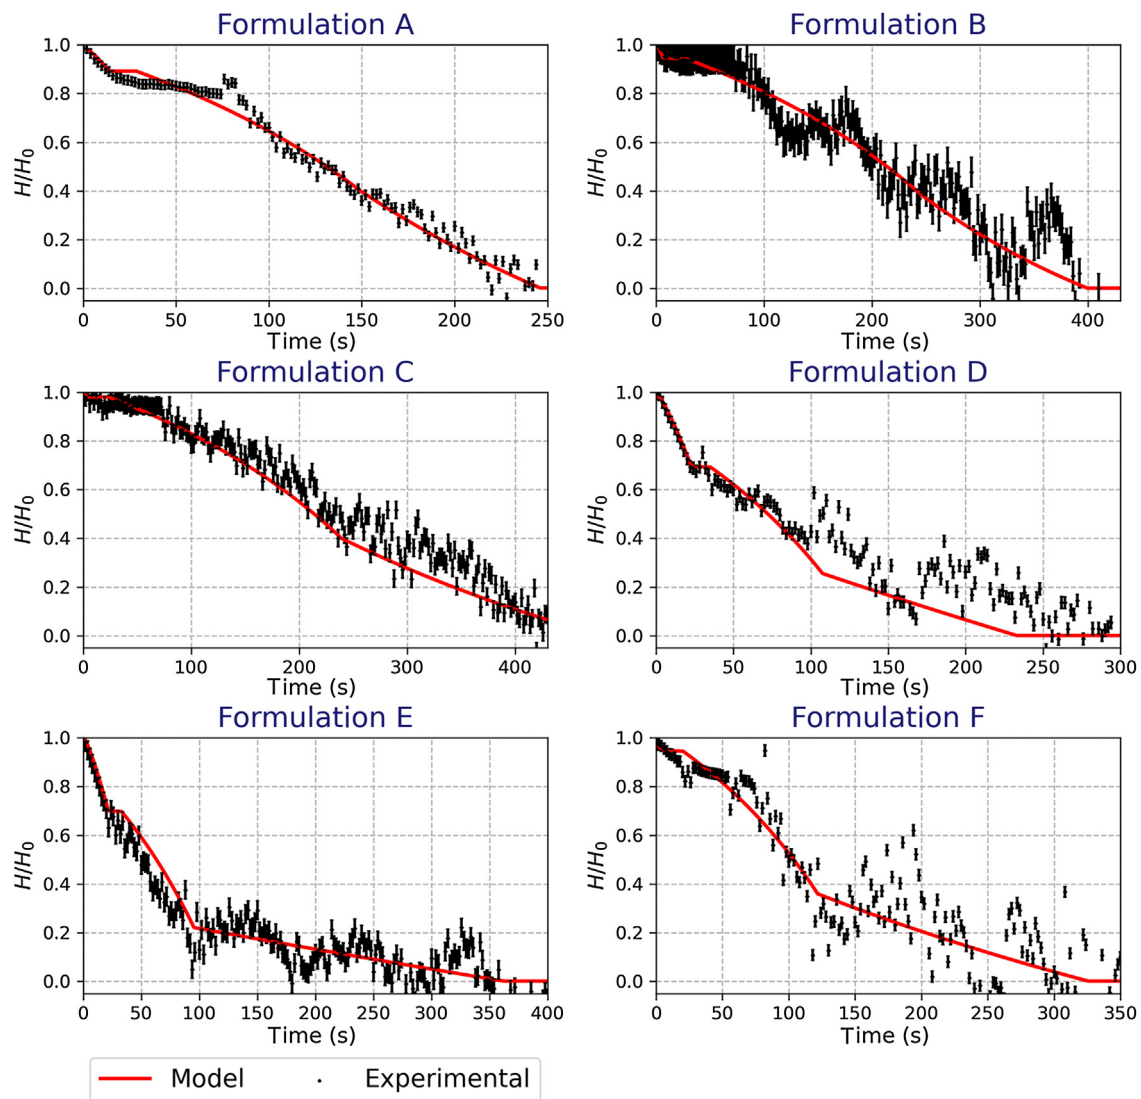 Formulation A
1.0
0.8
0.6
0.4
0.2
0.0
H/H0
0 50 100 150 200 250
Time (s)
Formulation B
1.0
0.8
0.6
0.4
0.2
0.0
H/H0
0 100 200 300 400
Time (s)
Formulation C
1.0
0.8
0.6
0.4
0.2
0.0
H/H0
0 100 200 300 400
Time (s)
Formulation D
1.0
0.8
0.6
0.4
0.2
0.0
H/H0
0 50 100 150 200 250 300
Time (s)
Formulation E
1.0
0.8
0.6
0.4
0.2
0.0
H/H0
0 50 100 150 200 250 300 350 400
Time (s)
Formulation F
1.0
0.8
0.6
0.4
0.2
0.0
H/H0
0 50 100 150 200 250 300 350
Time (s)
Model Experimental